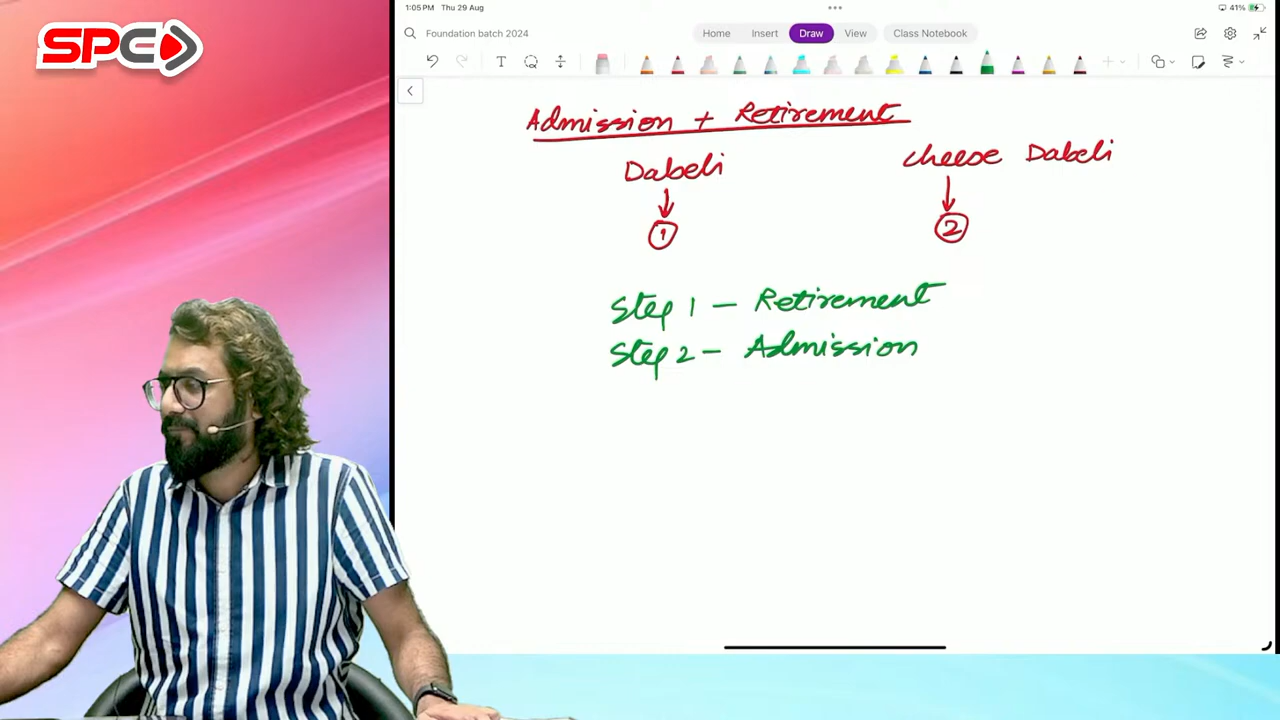 SPC
1:05 PM Thu 29 Aug
41%
Foundation batch 2024
Home Insert Draw View Class Notebook
Admission + Retirement
Dabeli cheese Dabeli
1 2
Step 1 – Retirement
Step 2 – Admission